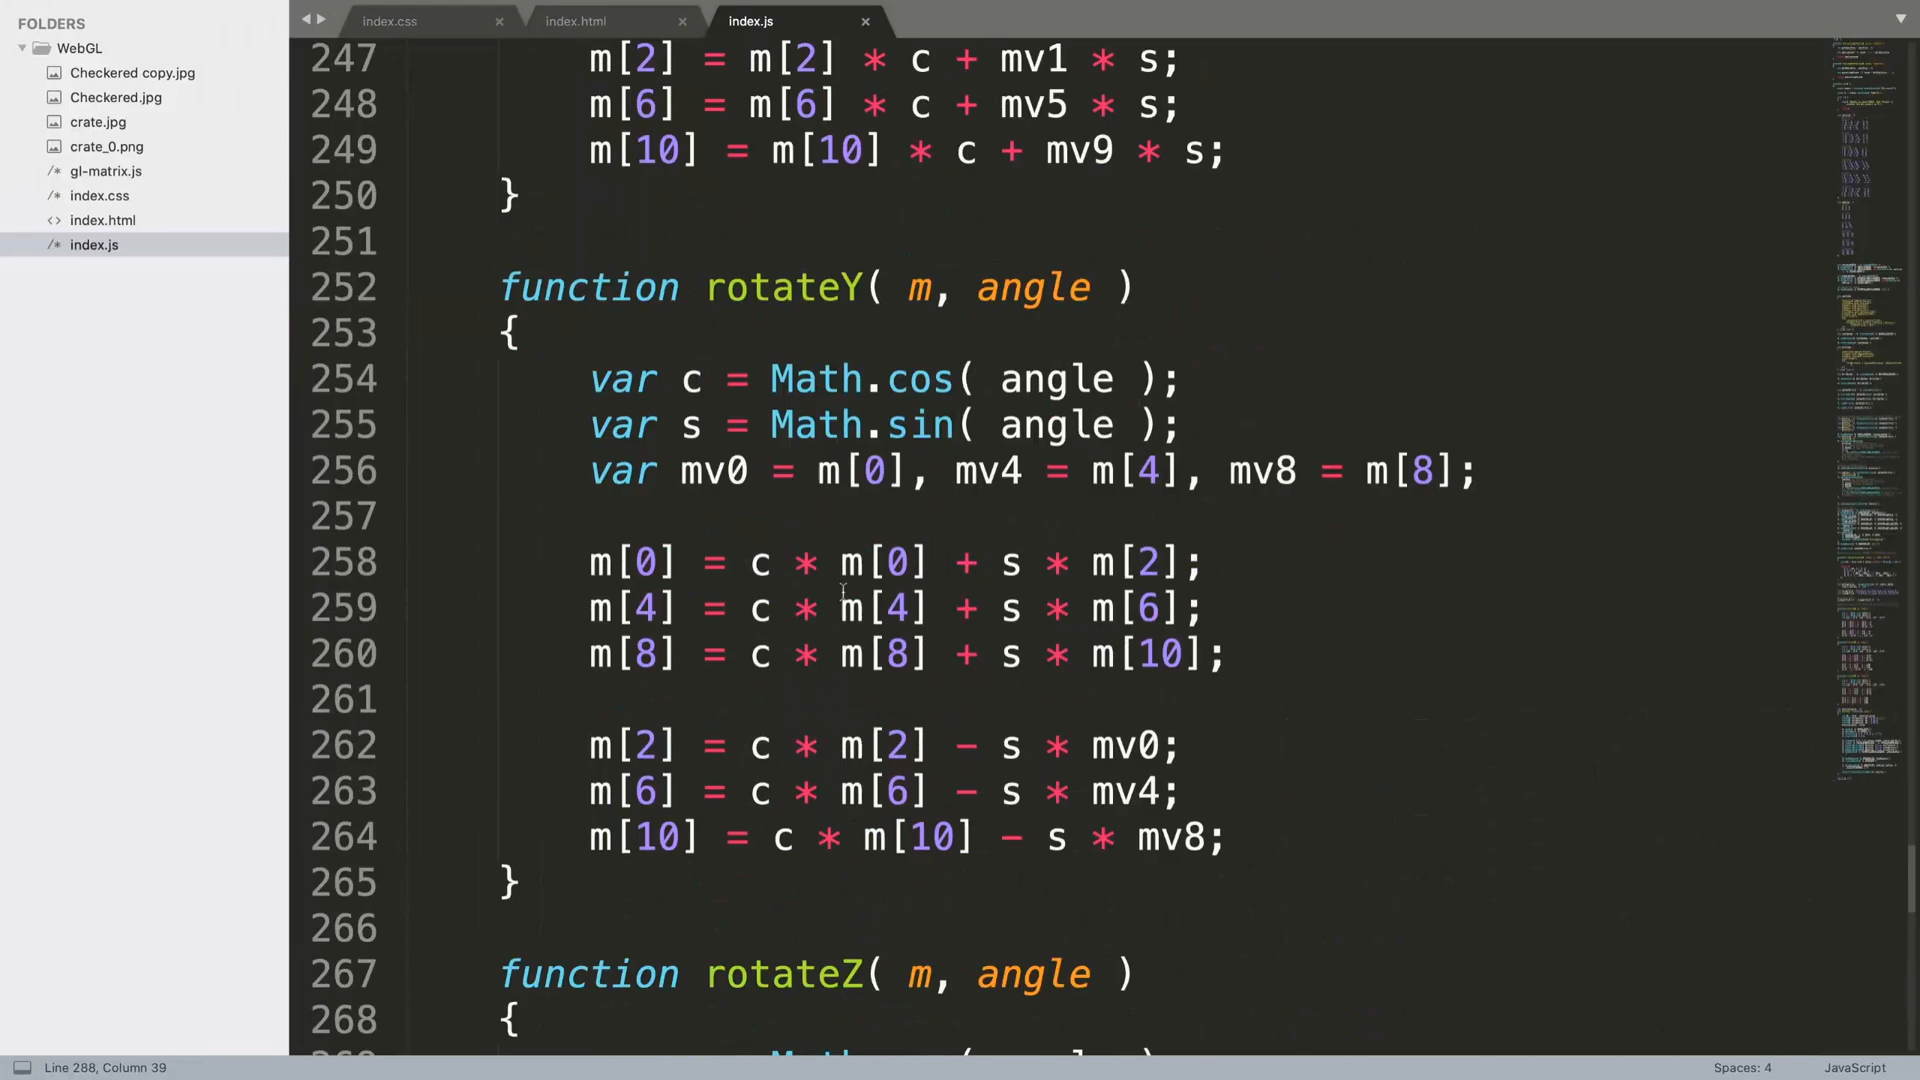 FOLDERS
WebGL
Checkered copy.jpg
Checkered.jpg
crate.jpg
crate_0.png
/* gl-matrix.js
/* index.css
<> index.html
/* index.js
index.css ×
index.html ×
index.js ×
247 m[2] = m[2] * c + mv1 * s;
248 m[6] = m[6] * c + mv5 * s;
249 m[10] = m[10] * c + mv9 * s;
250 }
251
252 function rotateY( m, angle )
253 {
254 var c = Math.cos( angle );
255 var s = Math.sin( angle );
256 var mv0 = m[0], mv4 = m[4], mv8 = m[8];
257
258 m[0] = c * m[0] + s * m[2];
259 m[4] = c * m[4] + s * m[6];
260 m[8] = c * m[8] + s * m[10];
261
262 m[2] = c * m[2] - s * mv0;
263 m[6] = c * m[6] - s * mv4;
264 m[10] = c * m[10] - s * mv8;
265 }
266
267 function rotateZ( m, angle )
268 {
Line 288, Column 39
Spaces: 4
JavaScript